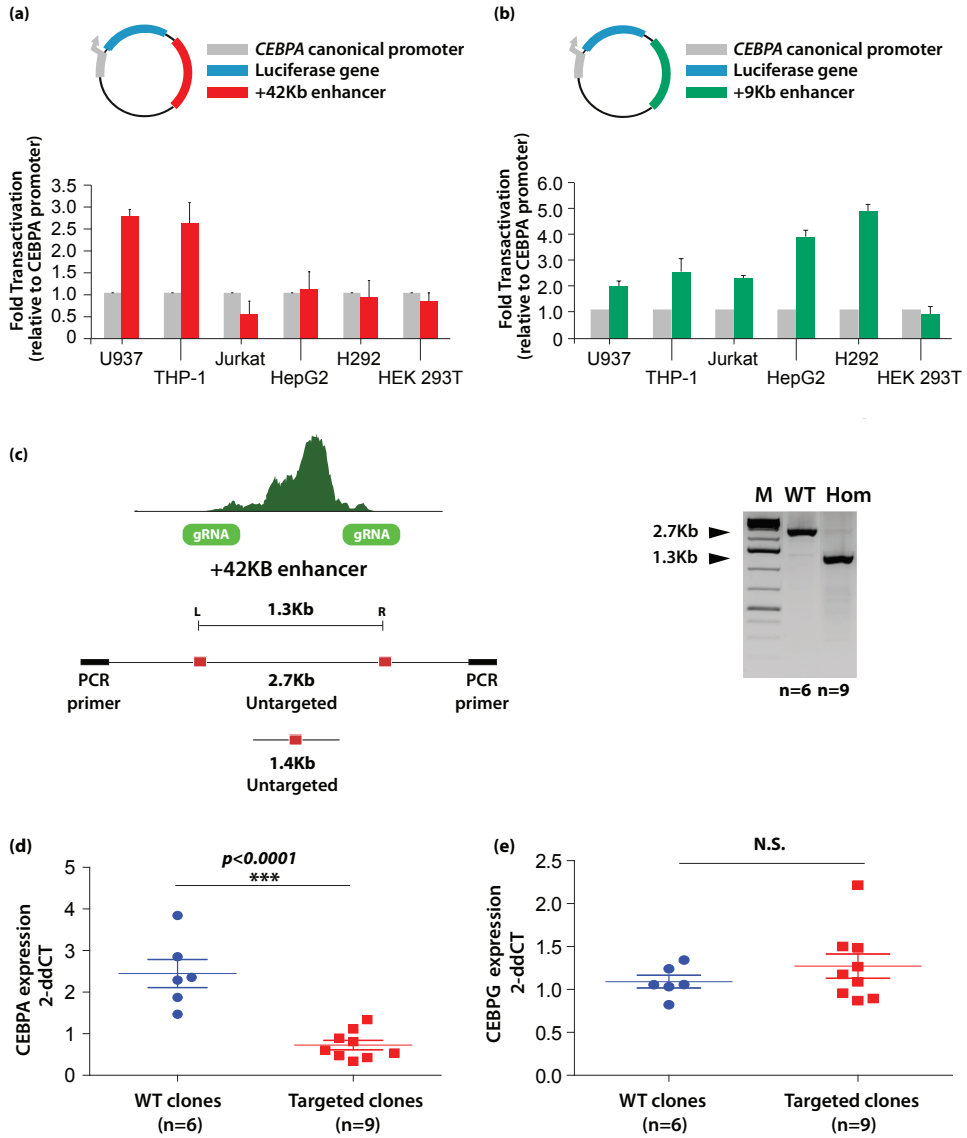 (a)
CEBPA canonical promoter
Luciferase gene
+42Kb enhancer
Fold Transactivation
(relative to CEBPA promoter)
3.5
3.0
2.5
2.0
1.5
1.0
0.5
0
U937
THP-1
Jurkat
HepG2
H292
HEK 293T
(b)
CEBPA canonical promoter
Luciferase gene
+9Kb enhancer
Fold Transactivation
(relative to CEBPA promoter)
6.0
5.0
4.0
3.0
2.0
1.0
0
U937
THP-1
Jurkat
HepG2
H292
HEK 293T
(c)
gRNA
gRNA
+42KB enhancer
L
1.3Kb
R
PCR
primer
2.7Kb
Untargeted
PCR
primer
1.4Kb
Untargeted
M WT Hom
2.7Kb
1.3Kb
n=6 n=9
(d)
p<0.0001
***
CEBPA expression
2-ddCT
5
4
3
2
1
0
WT clones
(n=6)
Targeted clones
(n=9)
(e)
N.S.
CEBPG expression
2-ddCT
2.5
2.0
1.5
1.0
0.5
0.0
WT clones
(n=6)
Targeted clones
(n=9)